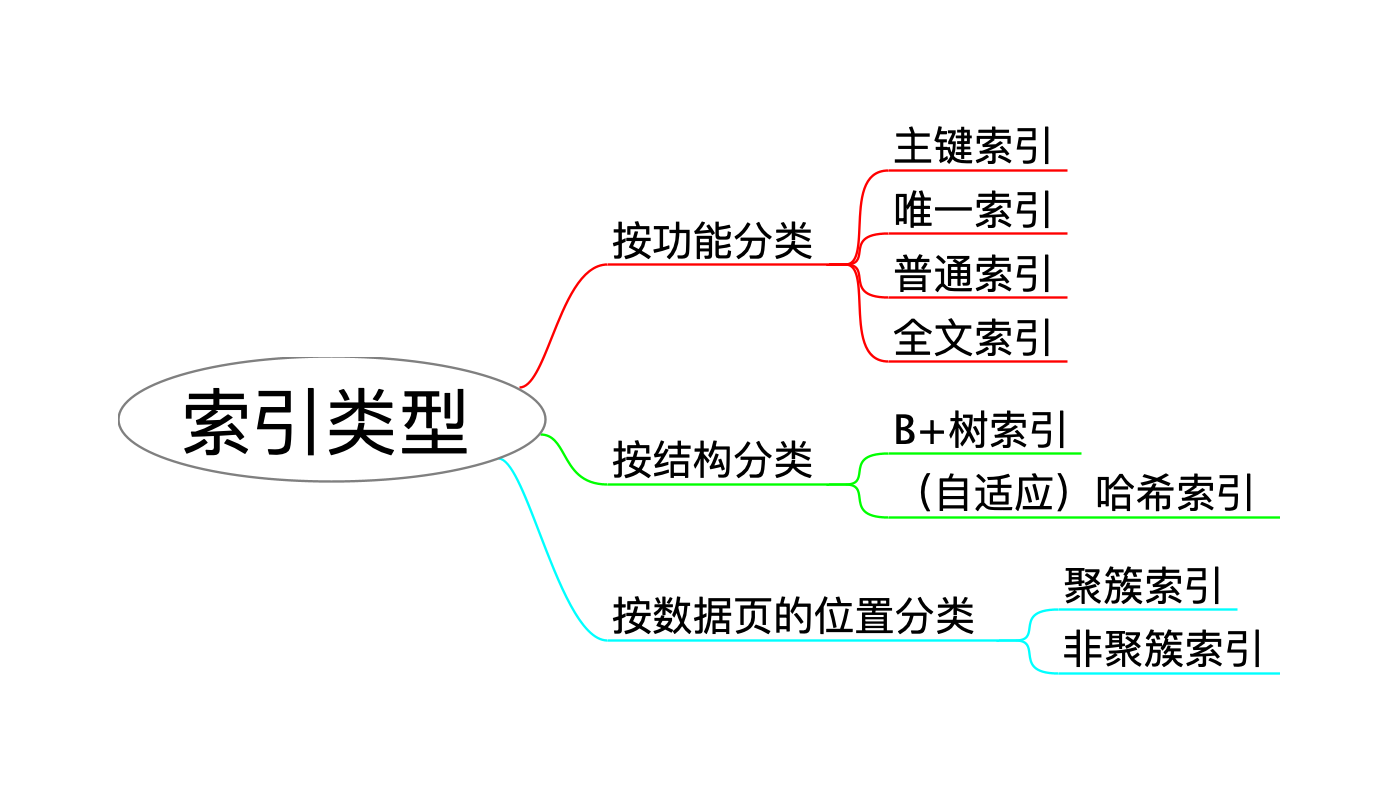 索引类型
按功能分类
主键索引
唯一索引
普通索引
全文索引
按结构分类
B+树索引
（自适应）哈希索引
按数据页的位置分类
聚簇索引
非聚簇索引